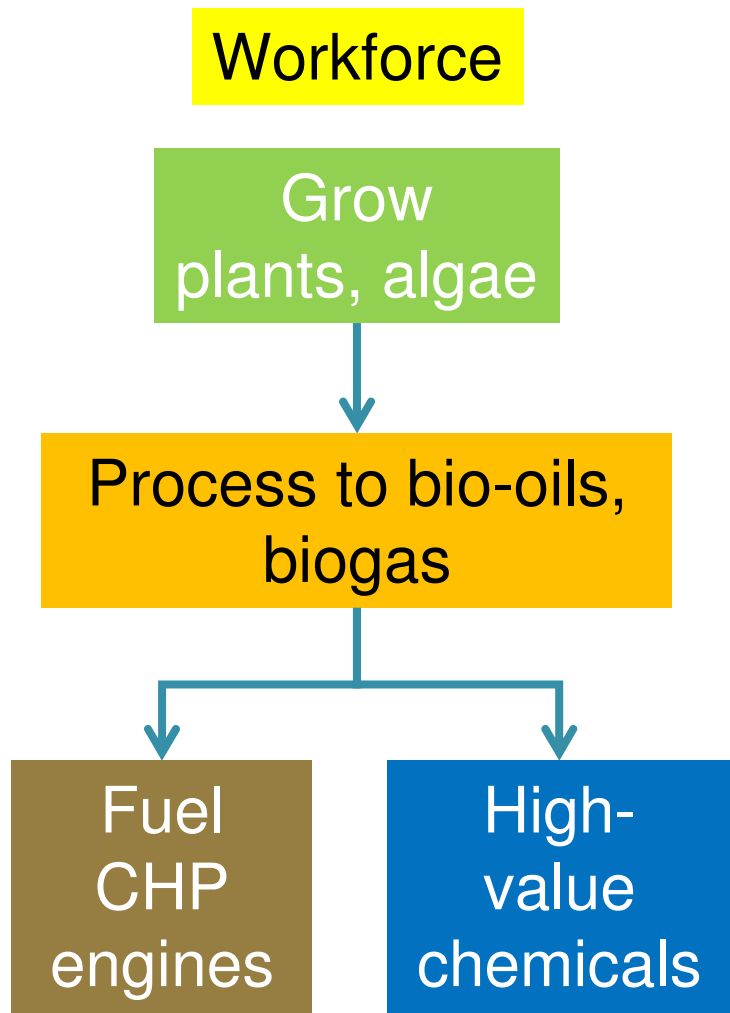 Workforce
Grow
plants, algae
Process to bio-oils,
biogas
Fuel
CHP
engines
High-
value
chemicals